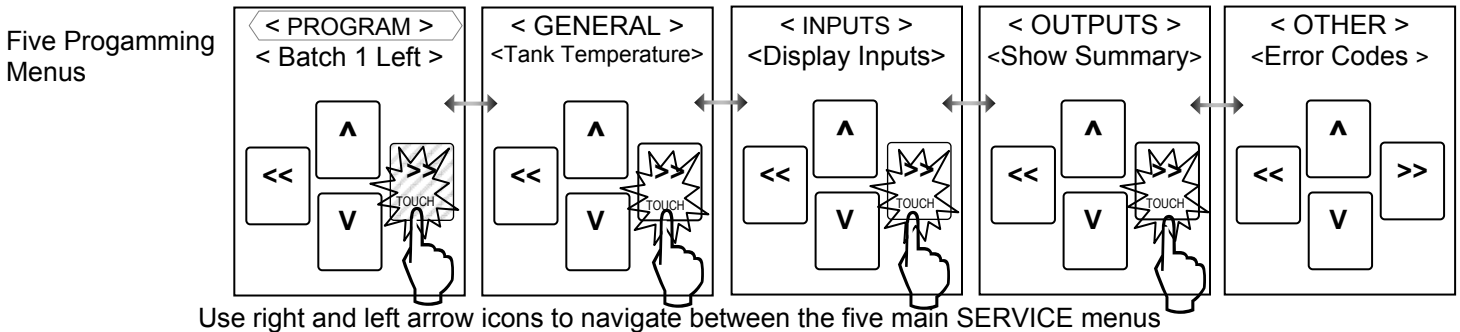 Five Progamming
Menus
< PROGRAM >
< Batch 1 Left >
<<
^
V
>>
TOUCH
< GENERAL >
<Tank Temperature>
<<
^
V
>>
TOUCH
< INPUTS >
<Display Inputs>
<<
^
V
>>
TOUCH
< OUTPUTS >
<Show Summary>
<<
^
V
>>
TOUCH
< OTHER >
<Error Codes >
<<
^
V
>>
Use right and left arrow icons to navigate between the five main SERVICE menus